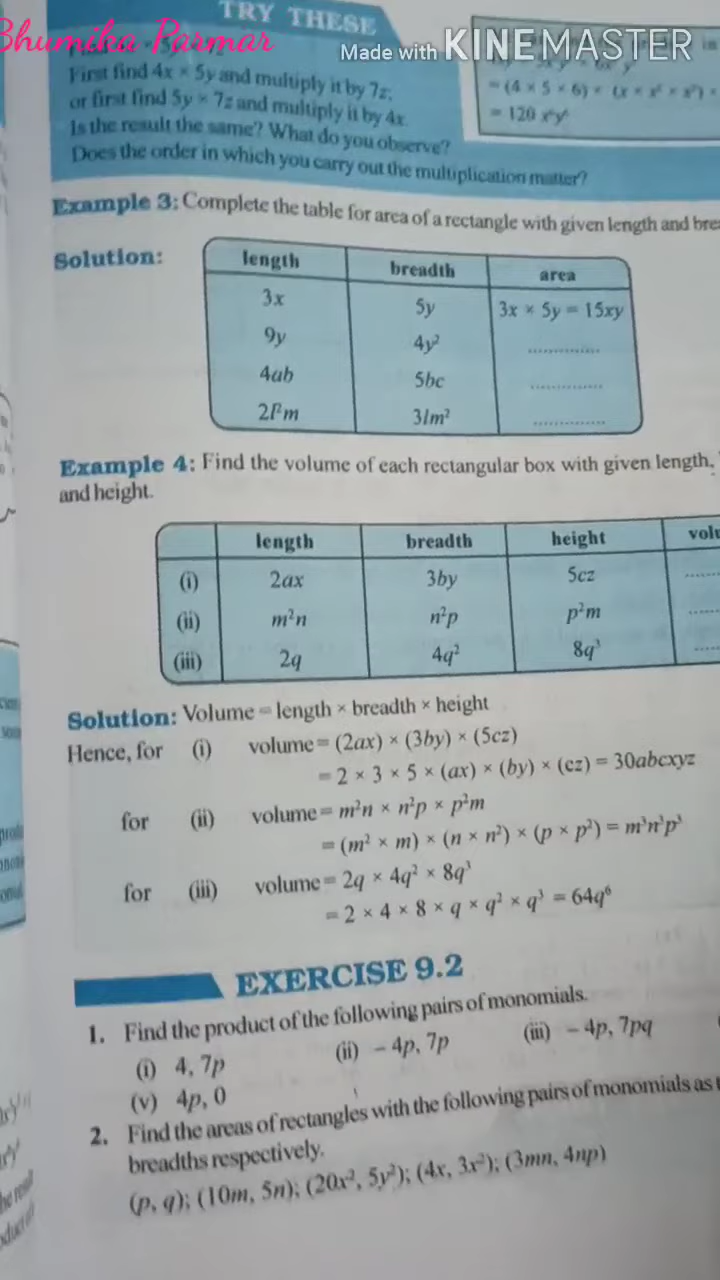 TRY THESE
Bhumika Parmar
Made with KINEMASTER
First find 4x × 5y and multiply it by 7z;
or first find 5y × 7z and multiply it by 4x.
Is the result the same? What do you observe?
Does the order in which you carry out the multiplication matter?
= (4 × 5 × 6) × (x × x² × x³) ×
= 120 x⁶y⁶
Example 3: Complete the table for area of a rectangle with given length and
Solution:
length breadth area
3x 5y 3x × 5y = 15xy
9y 4y² ..............
4ab 5bc ..............
2l²m 3lm² ..............
Example 4: Find the volume of each rectangular box with given length,
and height.
length breadth height
(i) 2ax 3by 5cz ......
(ii) m²n n²p p²m ......
(iii) 2q 4q² 8q³ ......
Solution: Volume = length × breadth × height
Hence, for (i) volume = (2ax) × (3by) × (5cz)
= 2 × 3 × 5 × (ax) × (by) × (cz) = 30abcxyz
for (ii) volume = m²n × n²p × p²m
= (m² × m) × (n × n²) × (p × p²) = m³n³p³
for (iii) volume = 2q × 4q² × 8q³
= 2 × 4 × 8 × q × q² × q³ = 64q⁶
EXERCISE 9.2
1. Find the product of the following pairs of monomials.
(i) 4, 7p (ii) – 4p, 7p (iii) – 4p, 7pq
(v) 4p, 0
2. Find the areas of rectangles with the following pairs of monomials as
breadths respectively.
(p, q); (10m, 5n); (20x², 5y²); (4x, 3x²); (3mn, 4np)